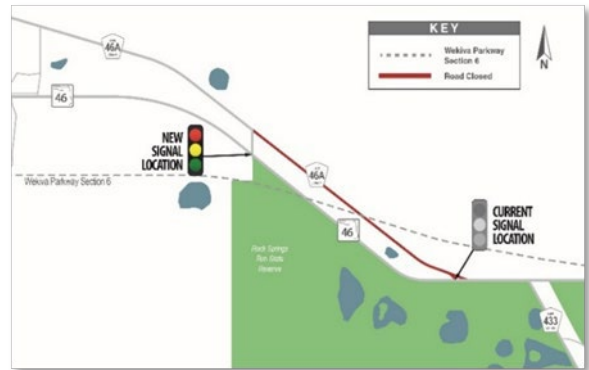 KEY
Wekiva Parkway
Section 6
Road Closed
N
46A
46
NEW
SIGNAL
LOCATION
Wekiva Parkway Section 6
46A
46
CURRENT
SIGNAL
LOCATION
Rock Springs
Run State
Reserve
433